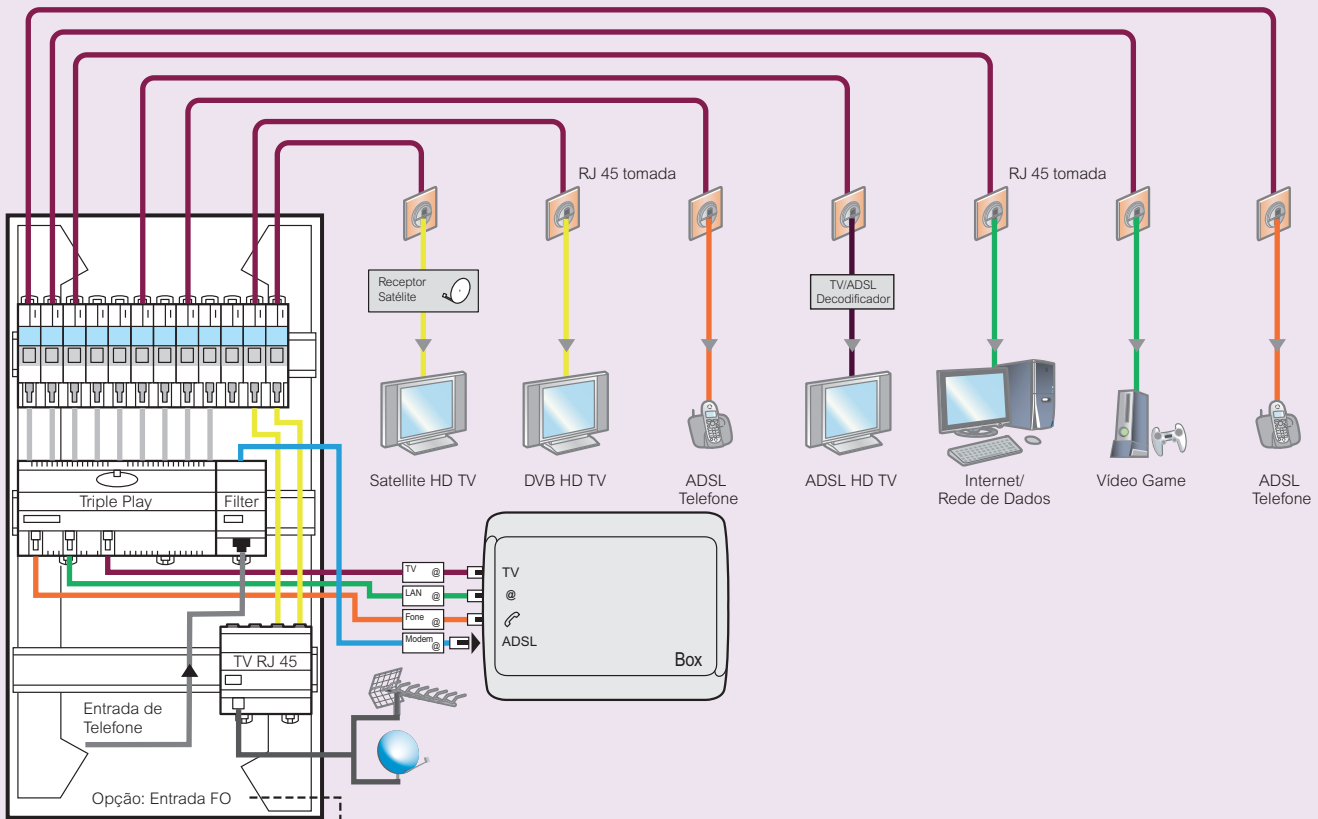 RJ 45 tomada
RJ 45 tomada
Receptor
Satélite
TV/ADSL
Decodificador
Satellite HD TV
DVB HD TV
ADSL
Telefone
ADSL HD TV
Internet/
Rede de Dados
Vídeo Game
ADSL
Telefone
Triple Play
Filter
TV @
LAN @
Fone @
Modem @
TV
@
ADSL
Box
TV RJ 45
Entrada de
Telefone
Opção: Entrada FO